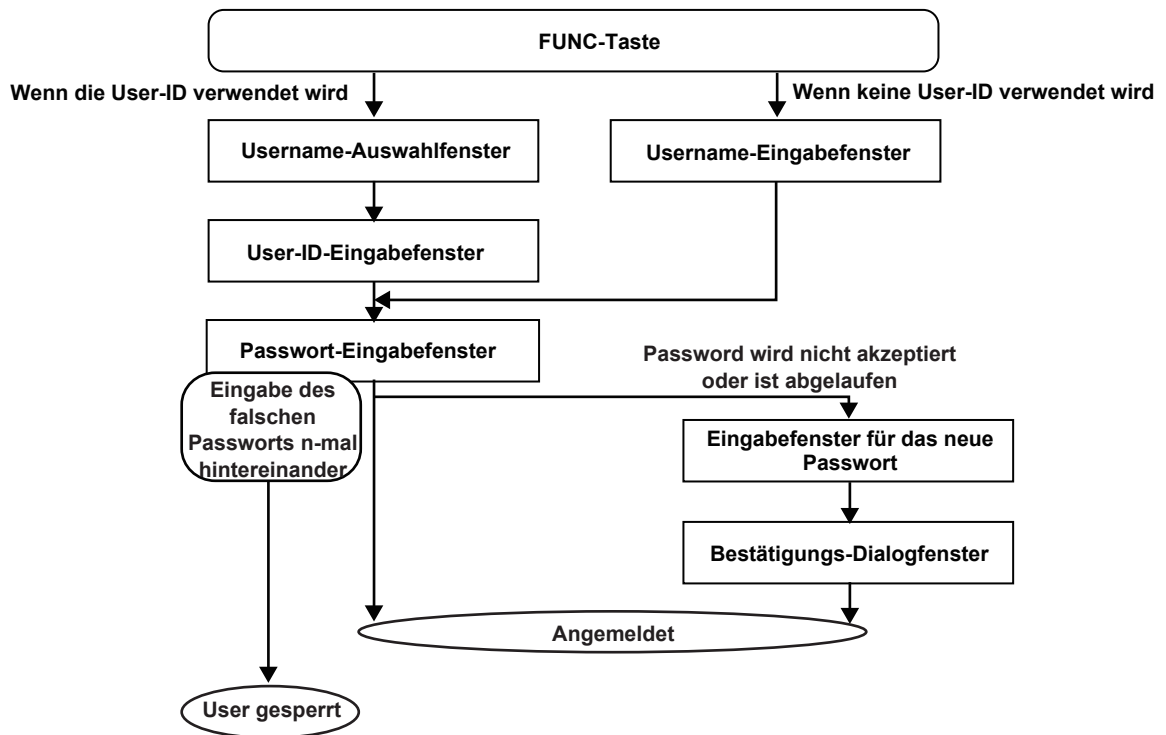 FUNC-Taste
Wenn die User-ID verwendet wird
Wenn keine User-ID verwendet wird
Username-Auswahlfenster
Username-Eingabefenster
User-ID-Eingabefenster
Passwort-Eingabefenster
Password wird nicht akzeptiert
oder ist abgelaufen
Eingabe des
falschen
Passworts n-mal
hintereinander
Eingabefenster für das neue
Passwort
Bestätigungs-Dialogfenster
Angemeldet
User gesperrt